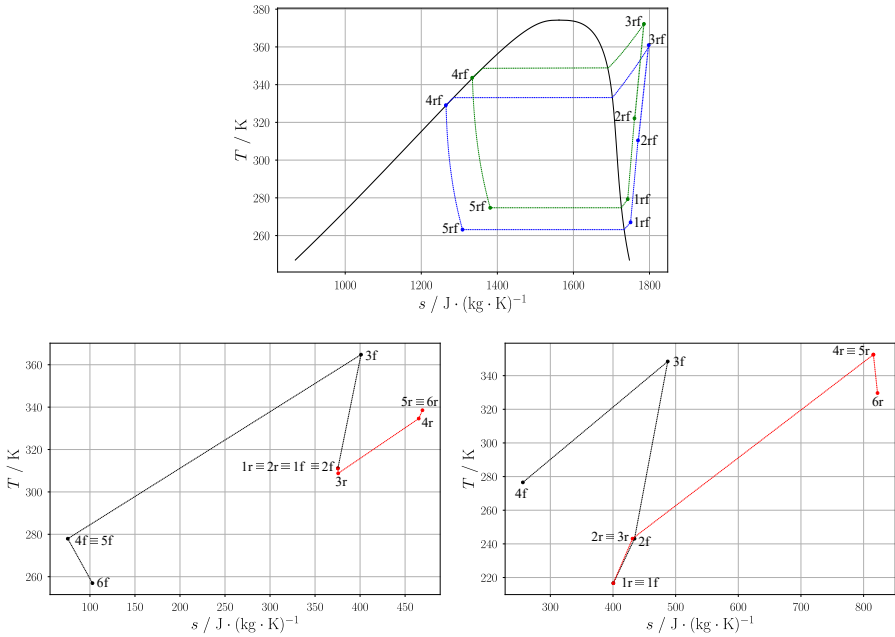 380
360
340
320
300
280
260
T / K
1000
1200
1400
1600
1800
s / J · (kg · K)⁻¹
3rf
3rf
4rf
4rf
2rf
2rf
1rf
1rf
5rf
5rf
360
340
320
300
280
260
T / K
100
150
200
250
300
350
400
450
s / J · (kg · K)⁻¹
3f
5r ≡ 6r
4r
1r ≡ 2r ≡ 1f ≡ 2f
3r
4f ≡ 5f
6f
340
320
300
280
260
240
220
T / K
300
400
500
600
700
800
s / J · (kg · K)⁻¹
4r ≡ 5r
3f
6r
4f
2r ≡ 3r
2f
1r ≡ 1f